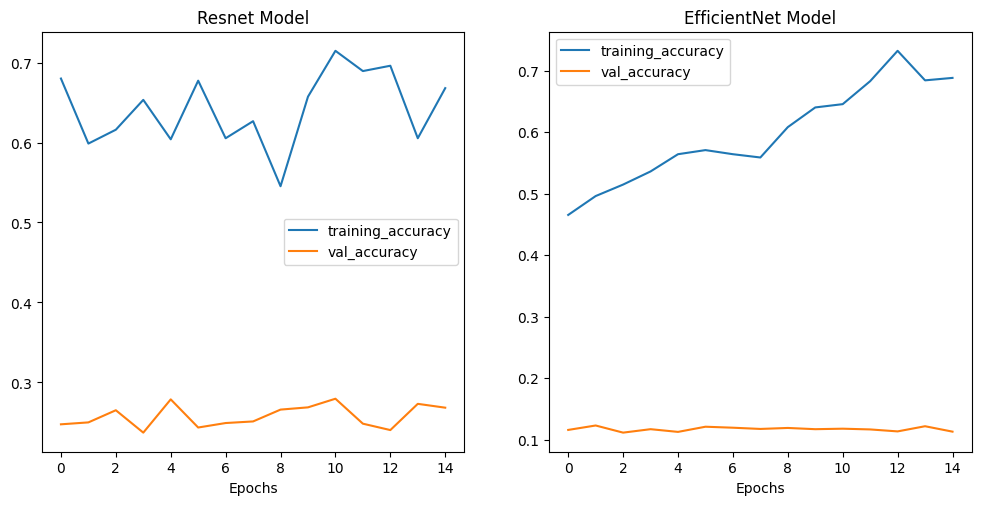 Resnet Model
0.7
0.6
0.5
0.4
0.3
training_accuracy
val_accuracy
0 2 4 6 8 10 12 14
Epochs
EfficientNet Model
training_accuracy
val_accuracy
0.7
0.6
0.5
0.4
0.3
0.2
0.1
0 2 4 6 8 10 12 14
Epochs